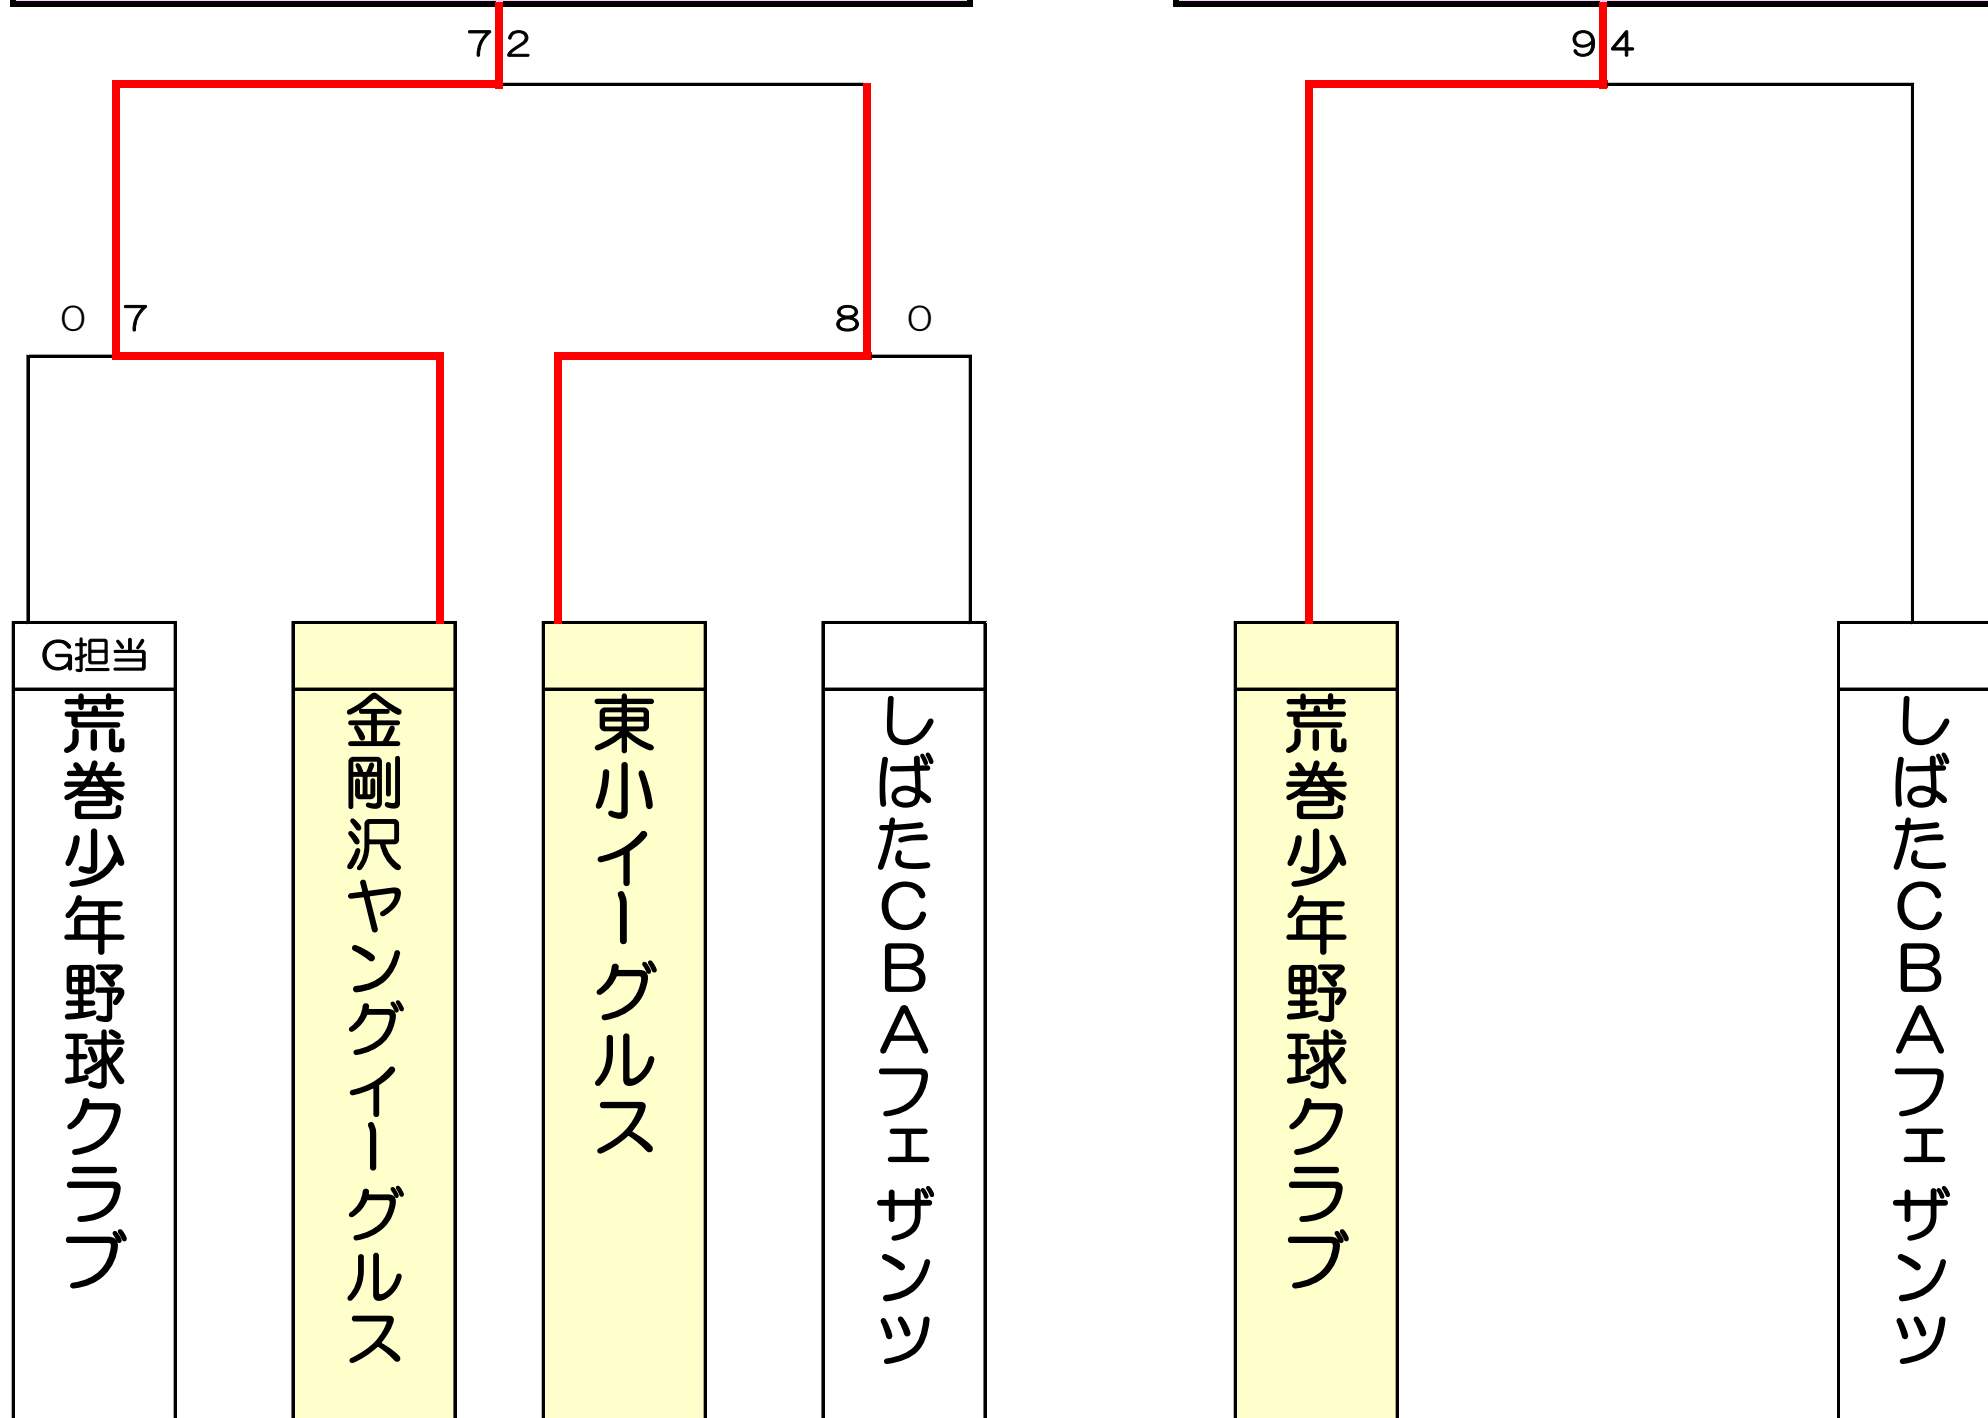 7 2
9 4
0 7
8 0
G担当
荒巻少年野球クラブ
金剛沢ヤングイーグルス
東小イーグルス
しばたCBAフェザンツ
荒巻少年野球クラブ
しばたCBAフェザンツ